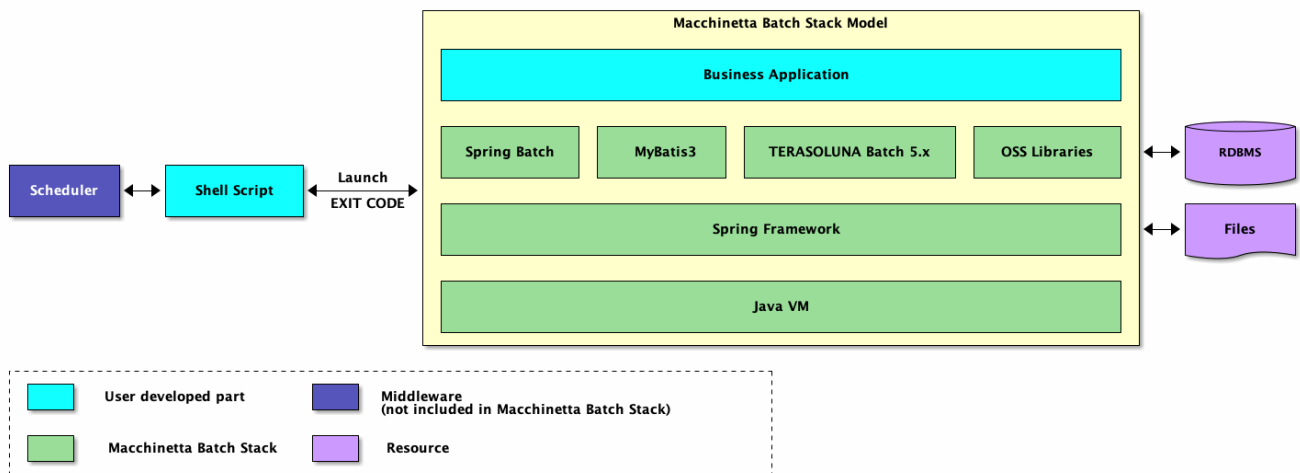 Macchinetta Batch Stack Model
Business Application
Spring Batch
MyBatis3
TERASOLUNA Batch 5.x
OSS Libraries
RDBMS
Scheduler
Shell Script
Launch
EXIT CODE
Spring Framework
Files
Java VM
User developed part
Middleware
(not included in Macchinetta Batch Stack)
Macchinetta Batch Stack
Resource